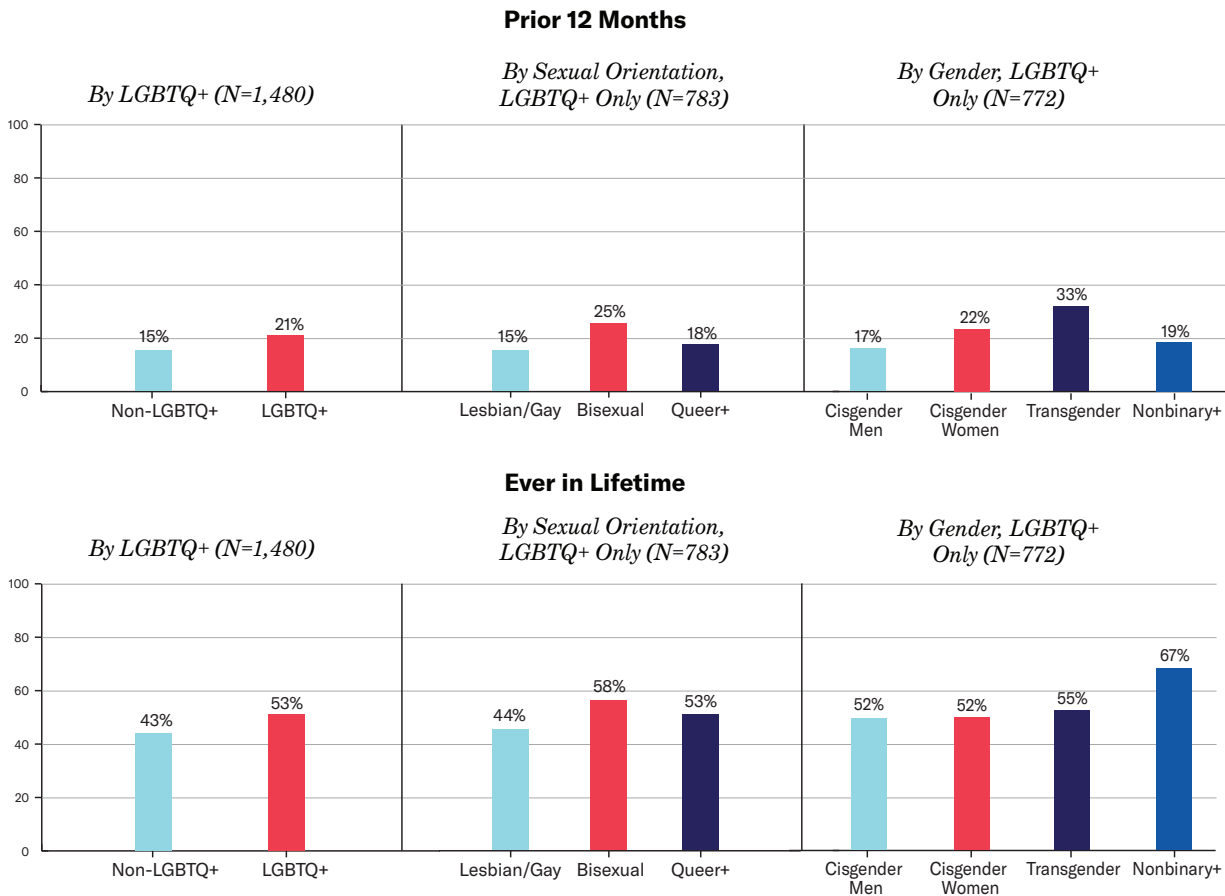 Prior 12 Months
By LGBTQ+ (N=1,480)
By Sexual Orientation,
LGBTQ+ Only (N=783)
By Gender, LGBTQ+
Only (N=772)
100
80
60
40
20
0
15%
21%
15%
25%
18%
17%
22%
33%
19%
Non-LGBTQ+
LGBTQ+
Lesbian/Gay
Bisexual
Queer+
Cisgender
Men
Cisgender
Women
Transgender
Nonbinary+
Ever in Lifetime
By LGBTQ+ (N=1,480)
By Sexual Orientation,
LGBTQ+ Only (N=783)
By Gender, LGBTQ+
Only (N=772)
100
80
60
40
20
0
43%
53%
44%
58%
53%
52%
52%
55%
67%
Non-LGBTQ+
LGBTQ+
Lesbian/Gay
Bisexual
Queer+
Cisgender
Men
Cisgender
Women
Transgender
Nonbinary+